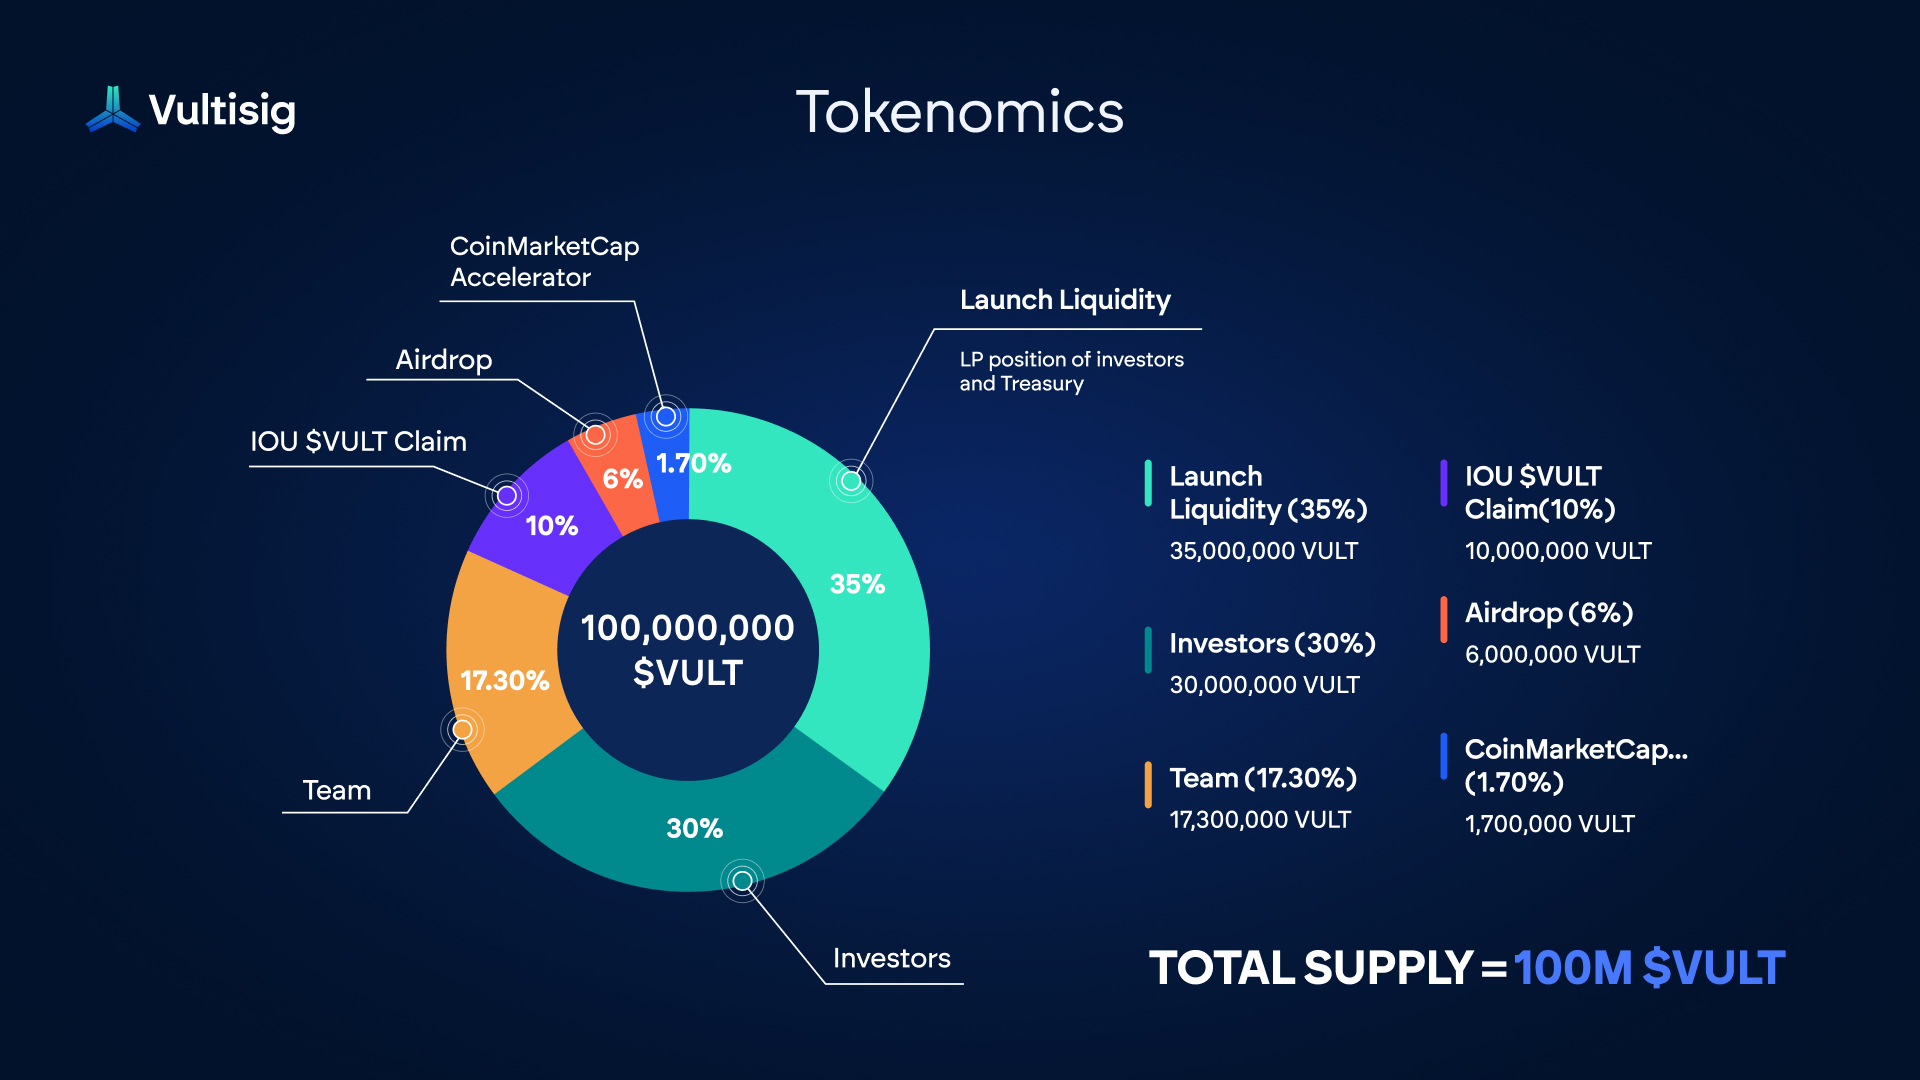 Vultisig
Tokenomics
CoinMarketCap
Accelerator
Launch Liquidity
LP position of investors
and Treasury
Airdrop
IOU $VULT Claim
1.70%
6%
10%
35%
17.30%
30%
100,000,000
$VULT
Team
Investors
Launch
Liquidity (35%)
35,000,000 VULT
Investors (30%)
30,000,000 VULT
Team (17.30%)
17,300,000 VULT
IOU $VULT
Claim(10%)
10,000,000 VULT
Airdrop (6%)
6,000,000 VULT
CoinMarketCap...
(1.70%)
1,700,000 VULT
TOTAL SUPPLY = 100M $VULT